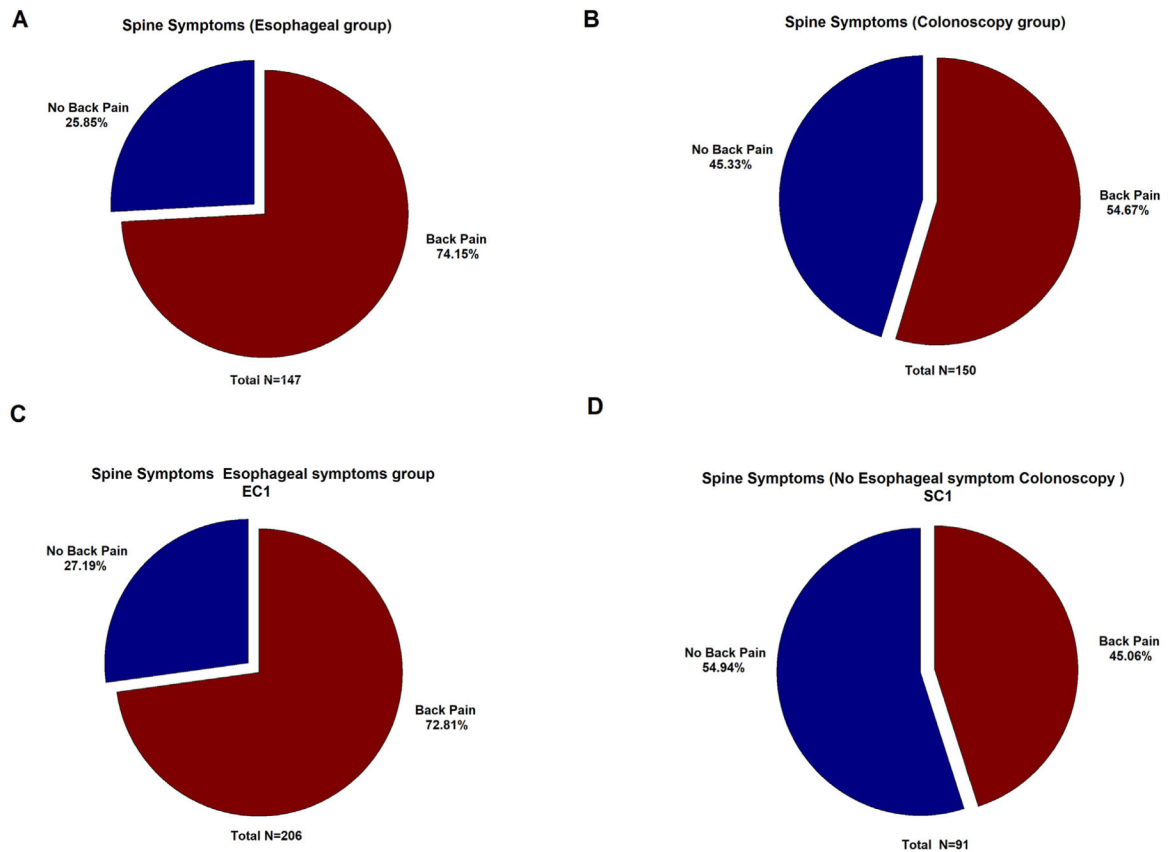 A
Spine Symptoms (Esophageal group)
No Back Pain
25.85%
Back Pain
74.15%
Total N=147
B
Spine Symptoms (Colonoscopy group)
No Back Pain
45.33%
Back Pain
54.67%
Total N=150
C
Spine Symptoms Esophageal symptoms group
EC1
No Back Pain
27.19%
Back Pain
72.81%
Total N=206
D
Spine Symptoms (No Esophageal symptom Colonoscopy )
SC1
No Back Pain
54.94%
Back Pain
45.06%
Total N=91